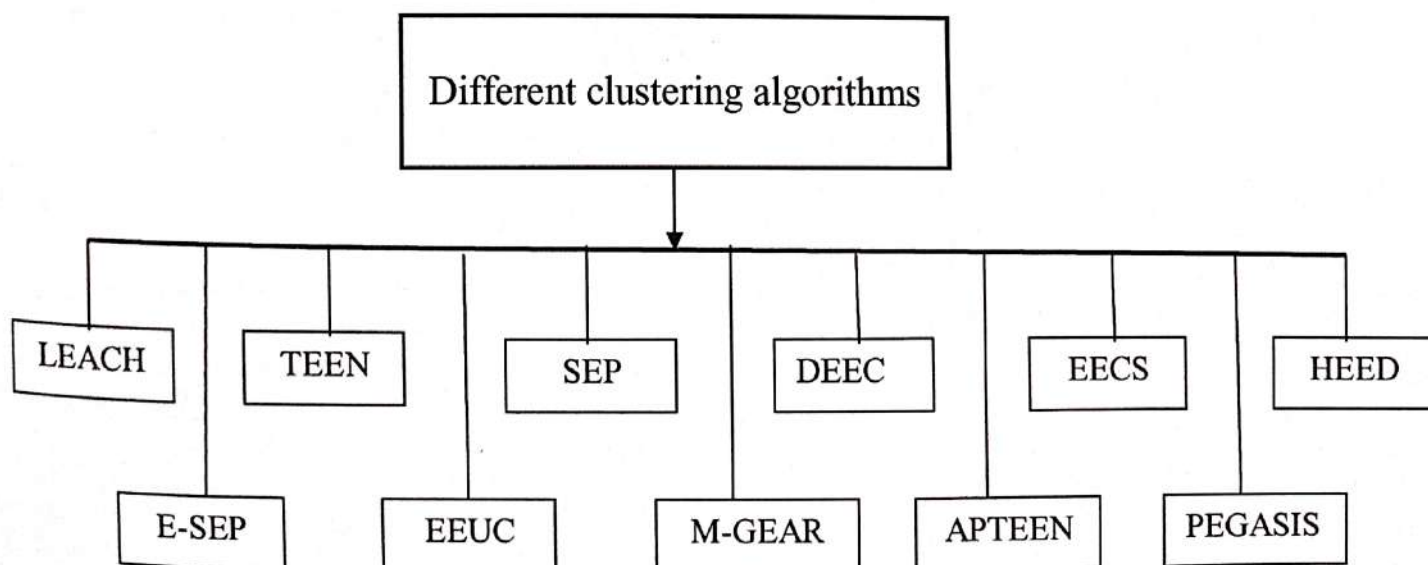 Different clustering algorithms
LEACH
TEEN
SEP
DEEC
EECS
HEED
E-SEP
EEUC
M-GEAR
APTEEN
PEGASIS